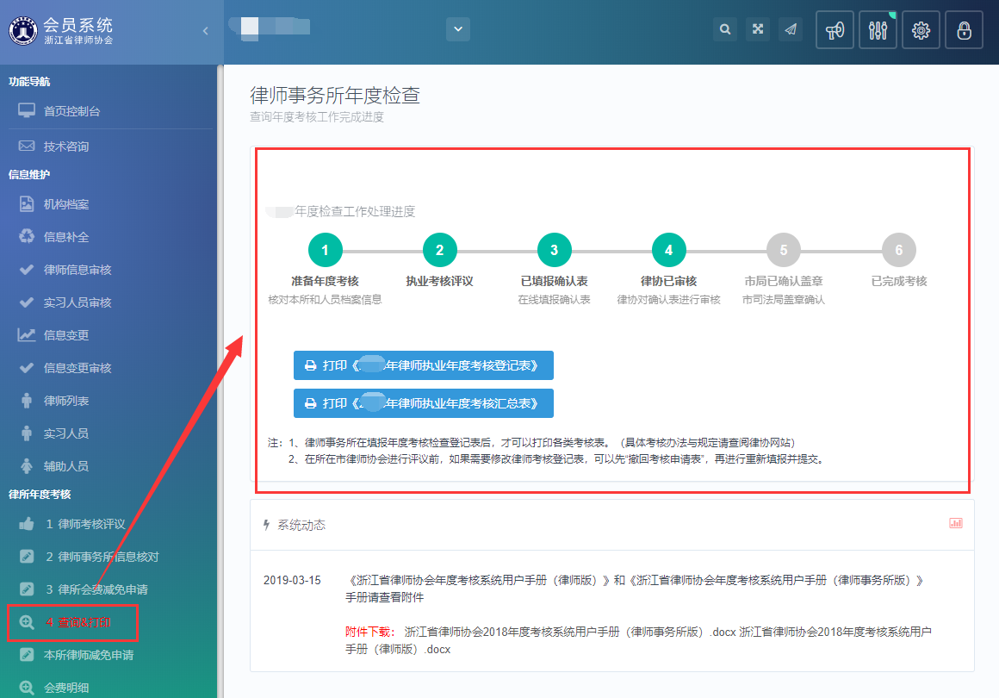 会员系统
浙江省律师协会
功能导航
首页控制台
技术咨询
信息维护
机构档案
信息补全
律师信息审核
实习人员审核
信息变更
信息变更审核
律师列表
实习人员
辅助人员
律所年度考核
1 律师考核评议
2 律师事务所信息核对
3 律所会费减免申请
4 查询&打印
本所律师减免申请
会费明细
律师事务所年度检查
查询年度考核工作完成进度
年度检查工作处理进度
1 2 3 4 5 6
准备年度考核 执业考核评议 已填报确认表 律协已审核 市局已确认盖章 已完成考核
核对本所和人员档案信息 在线填报确认表 律协对确认表进行审核 市司法局盖章确认
打印《 年律师执业年度考核登记表》
打印《 年律师执业年度考核汇总表》
注：1、律师事务所在填报年度考核检查登记表后，才可以打印各类考核表。（具体考核办法与规定请查阅律协网站）
2、在所在市律师协会进行评议前，如果需要修改律师考核登记表，可以先“撤回考核申请表”，再进行重新填报并提交。
系统动态
2019-03-15 《浙江省律师协会年度考核系统用户手册（律师版）》和《浙江省律师协会年度考核系统用户手册（律师事务所版）》
手册请查看附件
附件下载： 浙江省律师协会2018年度考核系统用户手册（律师事务所版）.docx 浙江省律师协会2018年度考核系统用户
手册（律师版）.docx